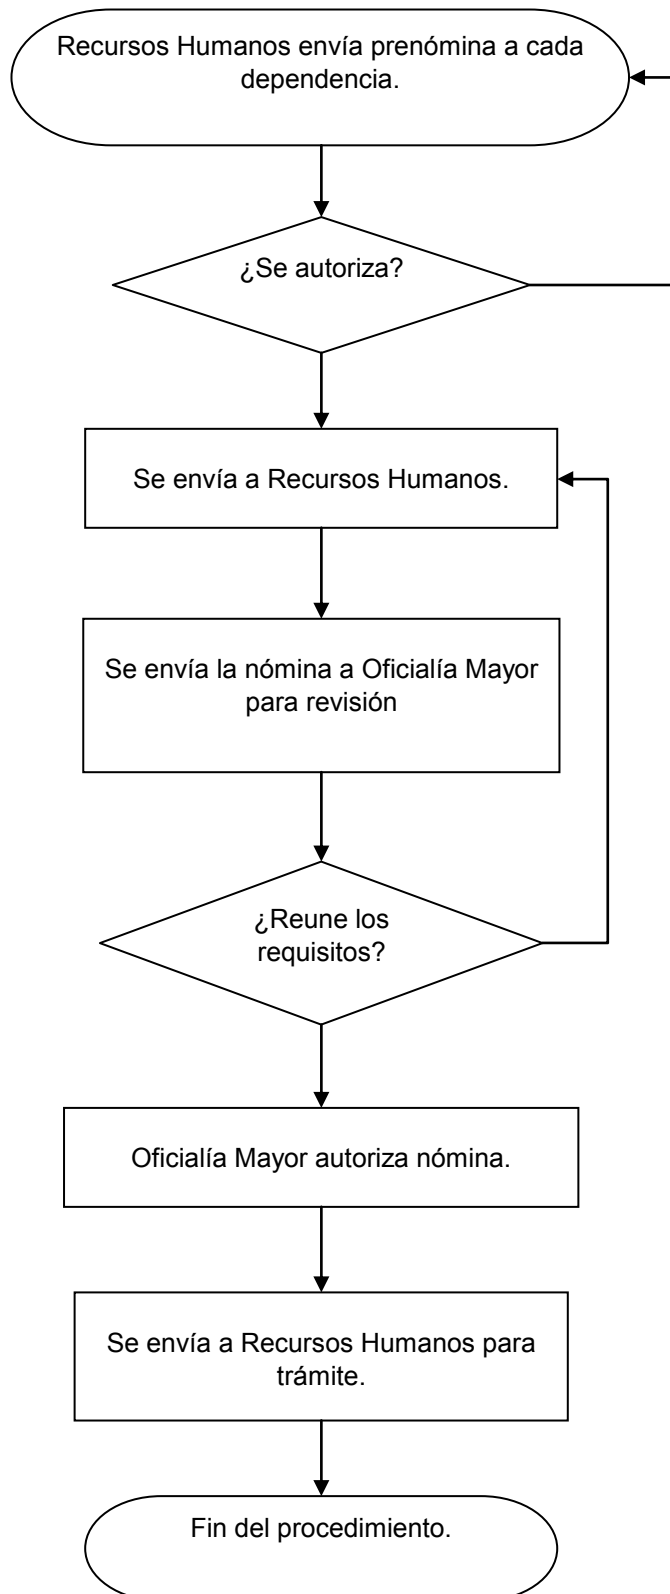 Recursos Humanos envía prenómina a cada
dependencia.
¿Se autoriza?
Se envía a Recursos Humanos.
Se envía la nómina a Oficialía Mayor
para revisión
¿Reune los
requisitos?
Oficialía Mayor autoriza nómina.
Se envía a Recursos Humanos para
trámite.
Fin del procedimiento.